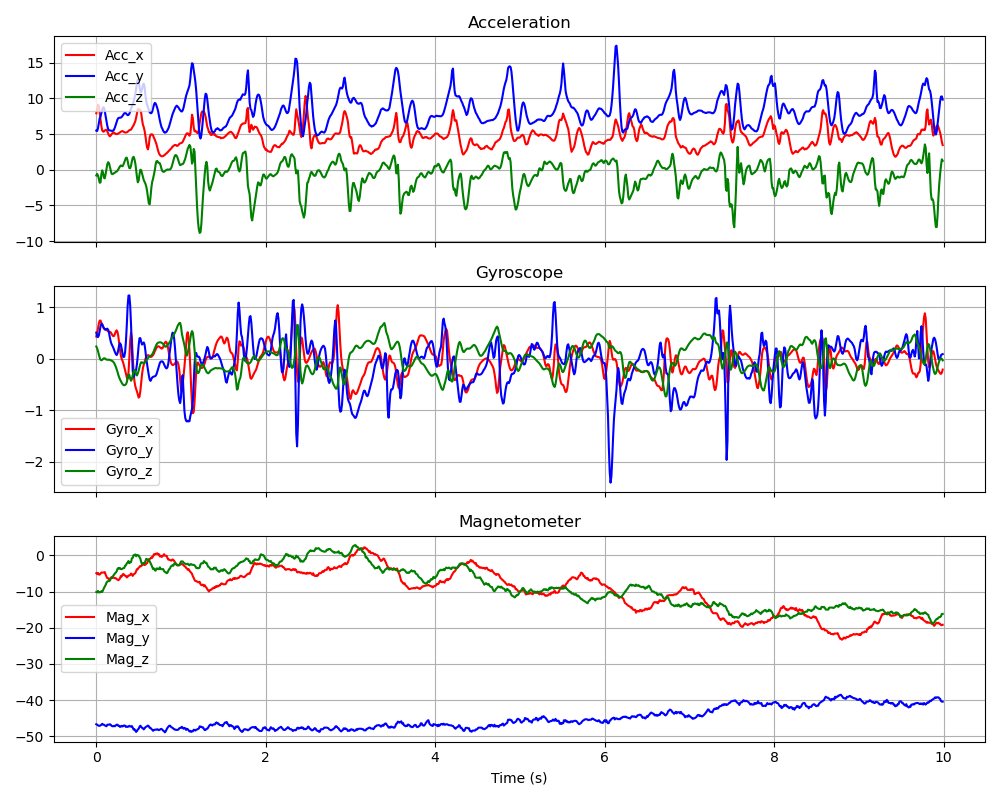 Acceleration
Acc_x
Acc_y
Acc_z
15
10
5
0
−5
−10
Gyroscope
1
0
−1
−2
Gyro_x
Gyro_y
Gyro_z
Magnetometer
0
−10
−20
−30
−40
−50
Mag_x
Mag_y
Mag_z
0 2 4 6 8 10
Time (s)